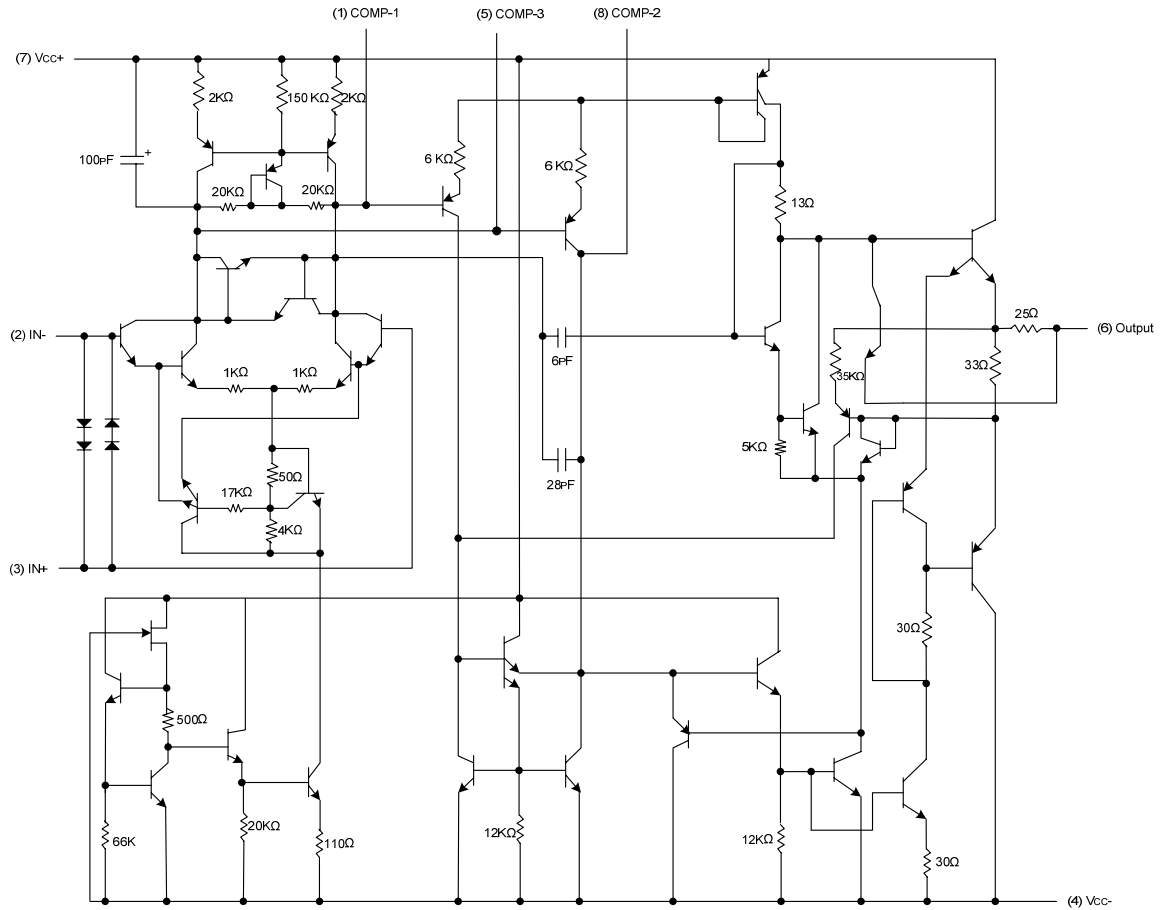 (1) COMP-1
(5) COMP-3
(8) COMP-2
(7) Vcc+
2KΩ
150 KΩ
2KΩ
100PF
+
6 KΩ
6 KΩ
20KΩ
20KΩ
13Ω
(2) IN-
25Ω
(6) Output
6PF
35KΩ
33Ω
1KΩ
1KΩ
5KΩ
50Ω
28PF
17KΩ
4KΩ
(3) IN+
30Ω
500Ω
20KΩ
66K
110Ω
12KΩ
12KΩ
30Ω
(4) Vcc-